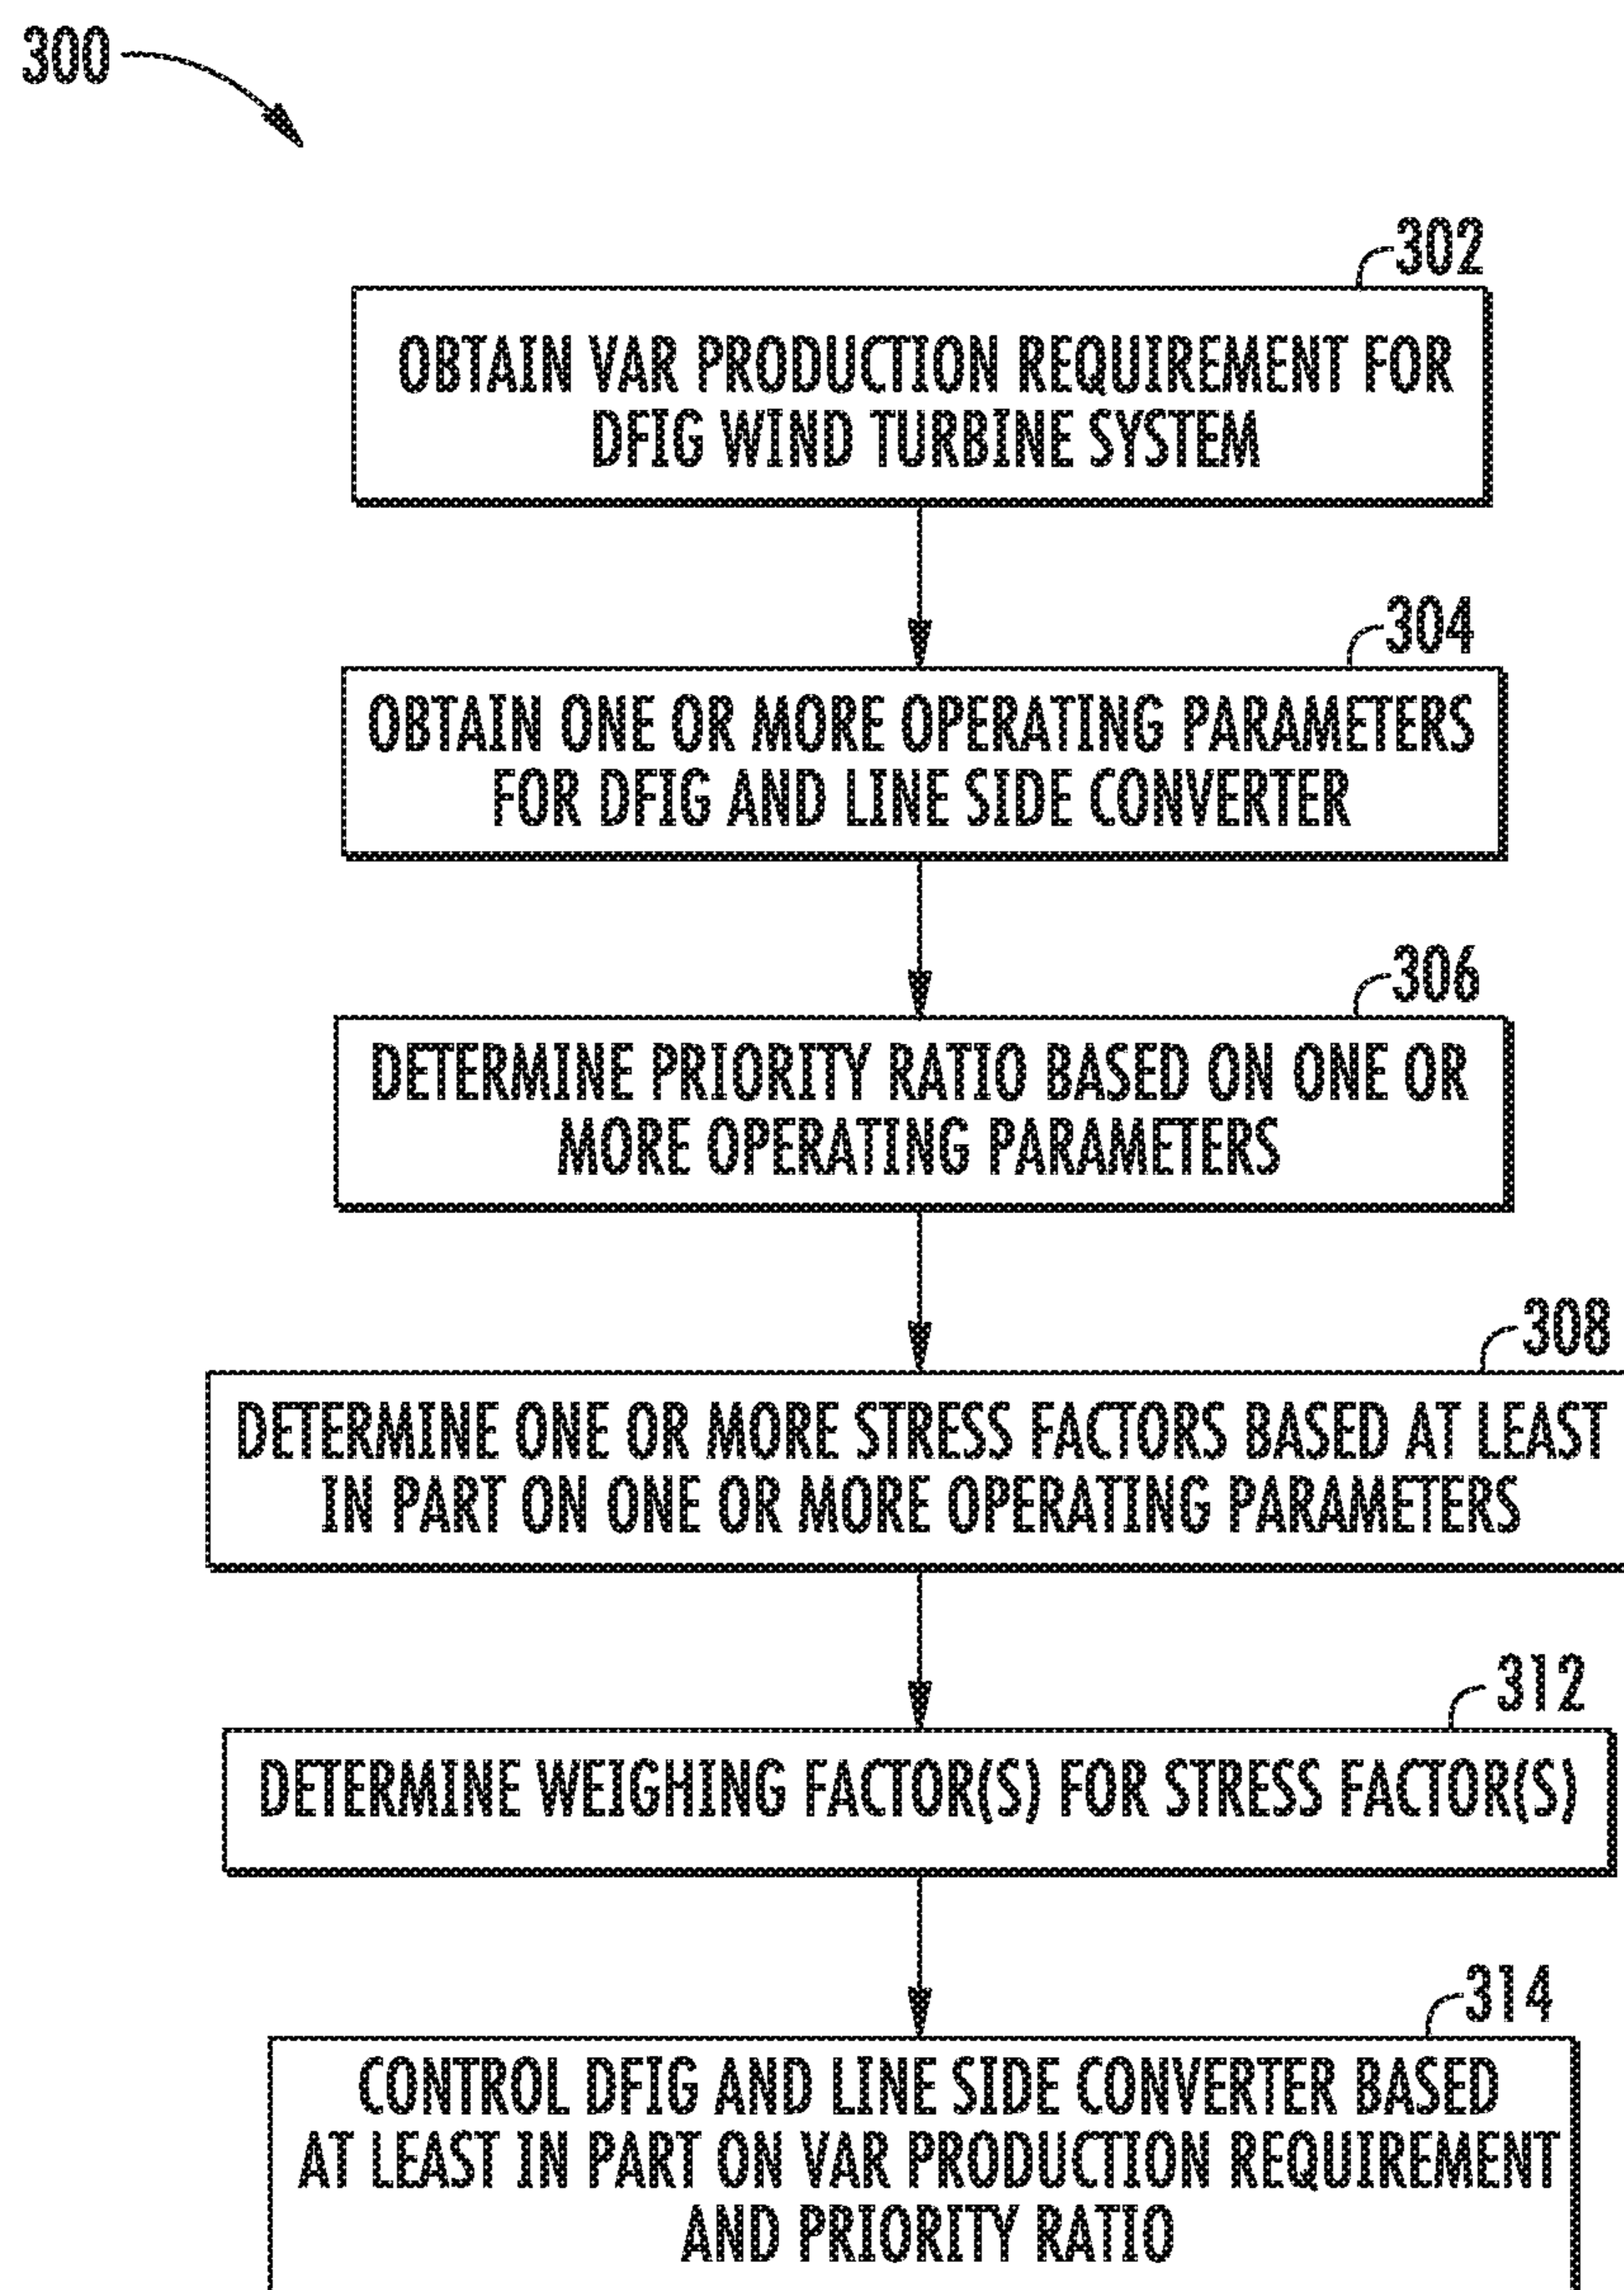 300
302
OBTAIN VAR PRODUCTION REQUIREMENT FOR
DFIG WIND TURBINE SYSTEM
304
OBTAIN ONE OR MORE OPERATING PARAMETERS
FOR DFIG AND LINE SIDE CONVERTER
306
DETERMINE PRIORITY RATIO BASED ON ONE OR
MORE OPERATING PARAMETERS
308
DETERMINE ONE OR MORE STRESS FACTORS BASED AT LEAST
IN PART ON ONE OR MORE OPERATING PARAMETERS
312
DETERMINE WEIGHING FACTOR(S) FOR STRESS FACTOR(S)
314
CONTROL DFIG AND LINE SIDE CONVERTER BASED
AT LEAST IN PART ON VAR PRODUCTION REQUIREMENT
AND PRIORITY RATIO